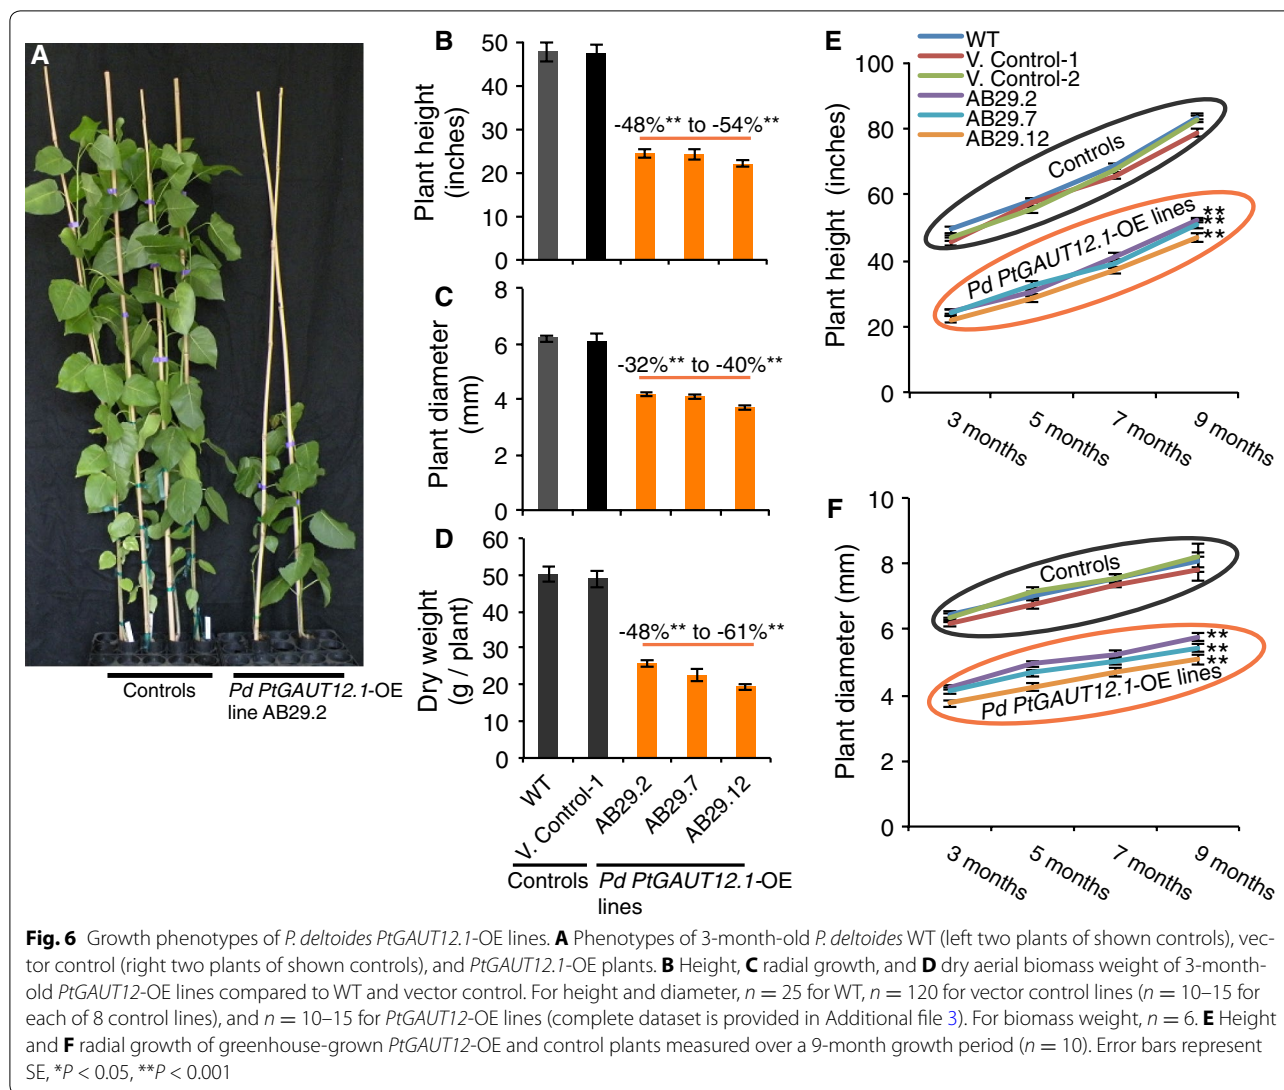 A
Controls
Pd PtGAUT12.1-OE
line AB29.2
B
Plant height
(inches)
50
40
30
20
10
0
-48%** to -54%**
C
Plant diameter
(mm)
8
6
4
2
0
-32%** to -40%**
D
Dry weight
(g / plant)
60
50
40
30
20
10
0
-48%** to -61%**
WT
V. Control-1
AB29.2
AB29.7
AB29.12
Controls
Pd PtGAUT12.1-OE
lines
E
WT
V. Control-1
V. Control-2
AB29.2
AB29.7
AB29.12
Plant height (inches)
100
80
60
40
20
0
Controls
Pd PtGAUT12.1-OE lines
**
**
**
3 months
5 months
7 months
9 months
F
Plant diameter (mm)
10
8
6
4
2
0
Controls
**
**
**
Pd PtGAUT12.1-OE lines
3 months
5 months
7 months
9 months
Fig. 6 Growth phenotypes of P. deltoides PtGAUT12.1-OE lines. A Phenotypes of 3-month-old P. deltoides WT (left two plants of shown controls), vec-
tor control (right two plants of shown controls), and PtGAUT12.1-OE plants. B Height, C radial growth, and D dry aerial biomass weight of 3-month-
old PtGAUT12-OE lines compared to WT and vector control. For height and diameter, n = 25 for WT, n = 120 for vector control lines (n = 10–15 for
each of 8 control lines), and n = 10–15 for PtGAUT12-OE lines (complete dataset is provided in Additional file 3). For biomass weight, n = 6. E Height
and F radial growth of greenhouse-grown PtGAUT12-OE and control plants measured over a 9-month growth period (n = 10). Error bars represent
SE, *P < 0.05, **P < 0.001